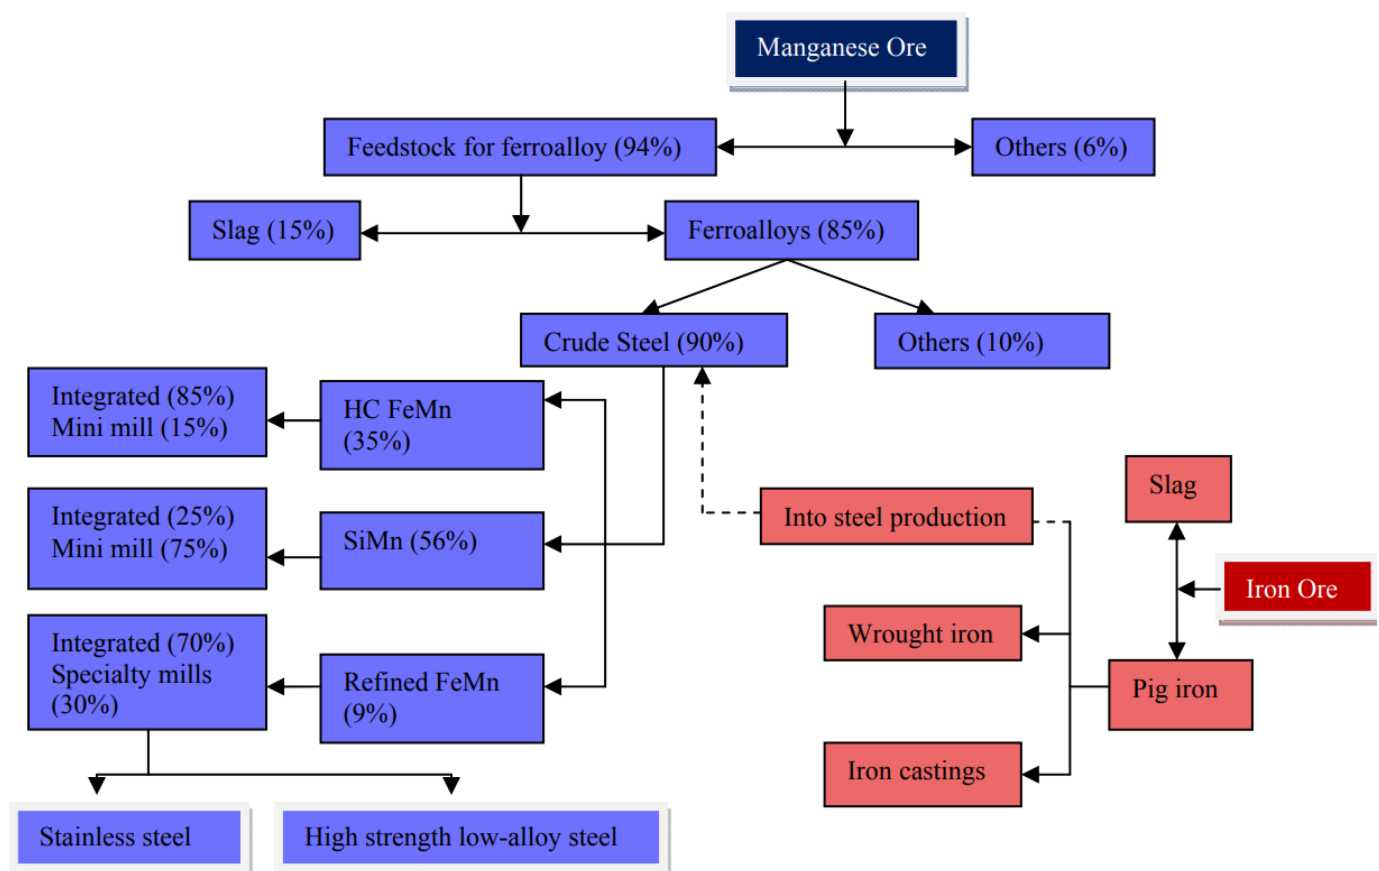 Manganese Ore
Feedstock for ferroalloy (94%)
Others (6%)
Slag (15%)
Ferroalloys (85%)
Crude Steel (90%)
Others (10%)
Integrated (85%)
Mini mill (15%)
HC FeMn
(35%)
Integrated (25%)
Mini mill (75%)
SiMn (56%)
Into steel production
Slag
Iron Ore
Integrated (70%)
Specialty mills
(30%)
Refined FeMn
(9%)
Wrought iron
Pig iron
Iron castings
Stainless steel
High strength low-alloy steel